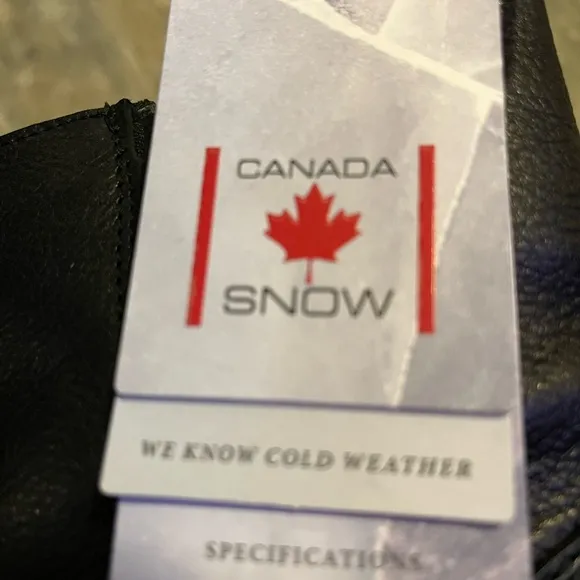 CANADA
SNOW
WE KNOW COLD WEATHER
SPECIFICATIONS